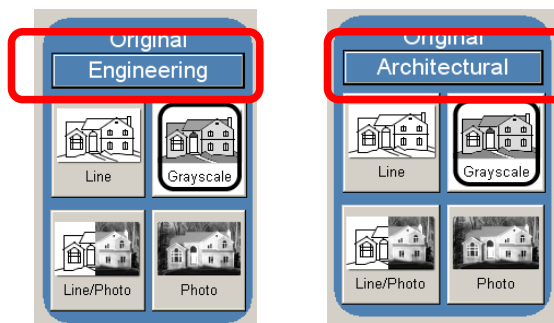 Original
Engineering
Line
Grayscale
Line/Photo
Photo
Original
Architectural
Line
Grayscale
Line/Photo
Photo